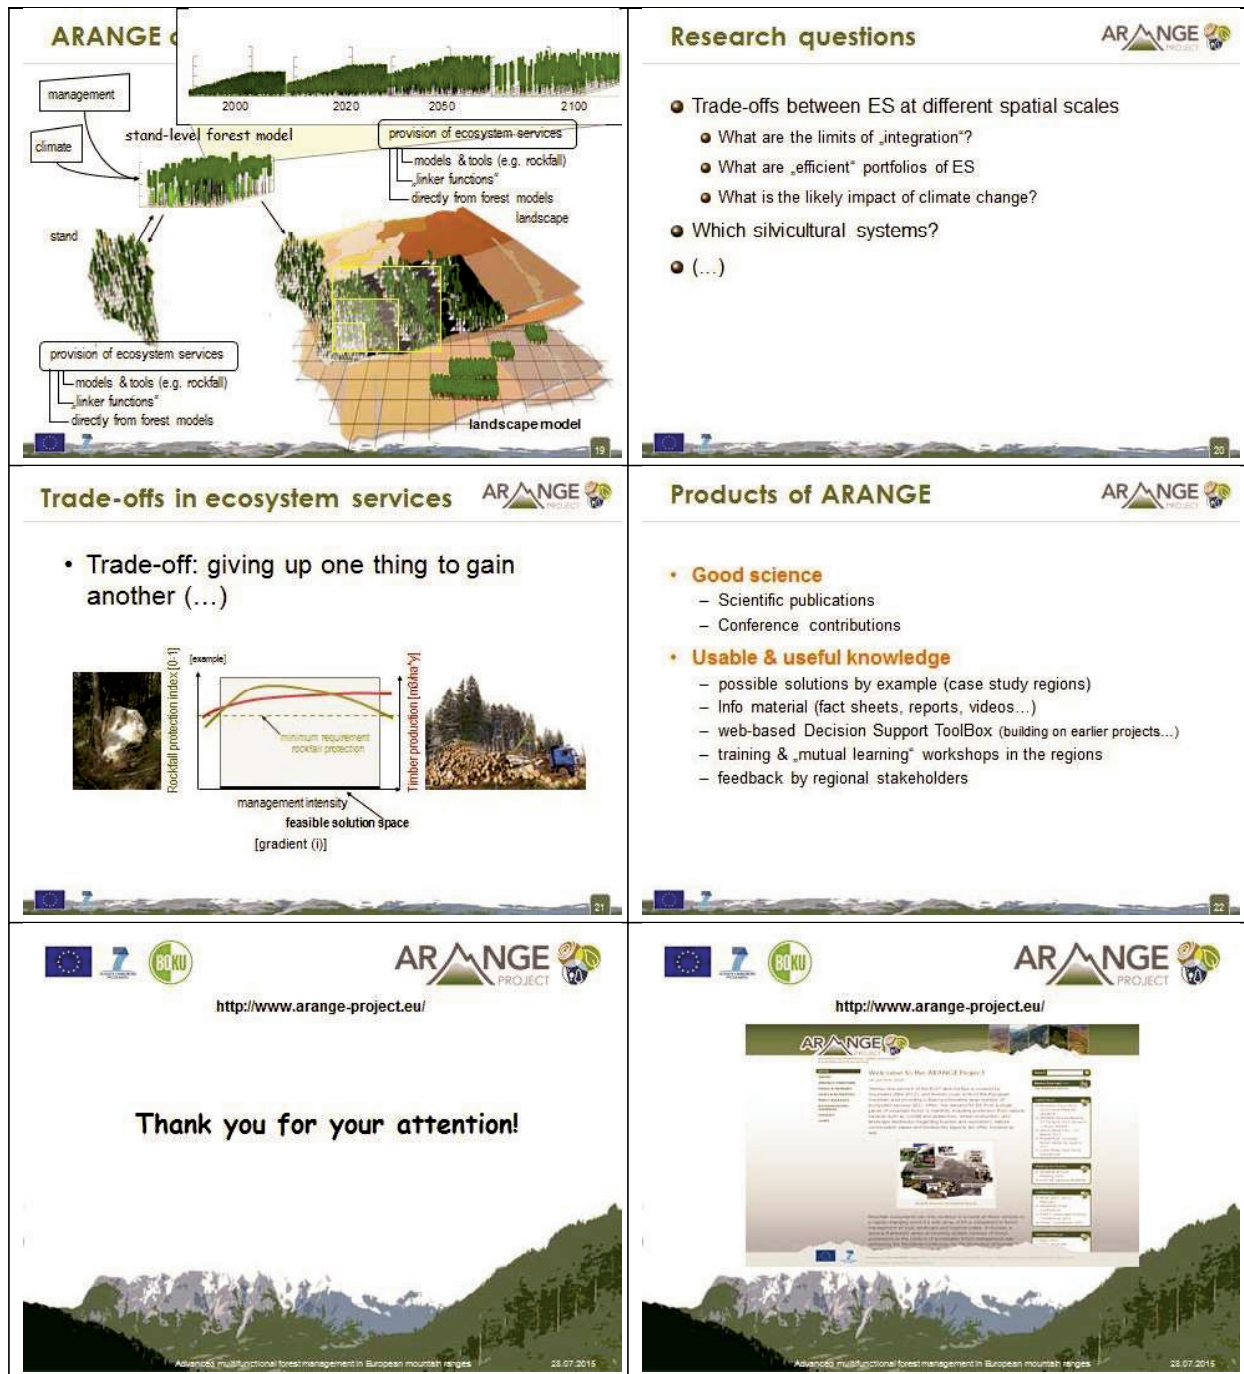 ARANGE
2000
2020
2050
2100
management
climate
stand-level forest model
provision of ecosystem services
models & tools (e.g. rockfall)
„linker functions“
directly from forest models
landscape
stand
provision of ecosystem services
models & tools (e.g. rockfall)
„linker functions“
directly from forest models
landscape model
19
Research questions
ARANGE
PROJECT
Trade-offs between ES at different spatial scales
What are the limits of „integration“?
What are „efficient“ portfolios of ES
What is the likely impact of climate change?
Which silvicultural systems?
(…)
20
Trade-offs in ecosystem services
ARANGE
PROJECT
• Trade-off: giving up one thing to gain
another (…)
Rockfall protection index [0-1]
[example]
minimum requirement
rockfall protection
Timber production [m3/ha*y]
management intensity
feasible solution space
[gradient (i)]
21
Products of ARANGE
ARANGE
PROJECT
• Good science
– Scientific publications
– Conference contributions
• Usable & useful knowledge
– possible solutions by example (case study regions)
– Info material (fact sheets, reports, videos…)
– web-based Decision Support ToolBox (building on earlier projects…)
– training & „mutual learning“ workshops in the regions
– feedback by regional stakeholders
22
BOKU
ARANGE
PROJECT
http://www.arange-project.eu/
Thank you for your attention!
Advanced multifunctional forest management in European mountain ranges
28.07.2015
BOKU
ARANGE
PROJECT
http://www.arange-project.eu/
ARANGE
PROJECT
Welcome to the ARANGE Project
Advanced multifunctional forest management in European mountain ranges
28.07.2015